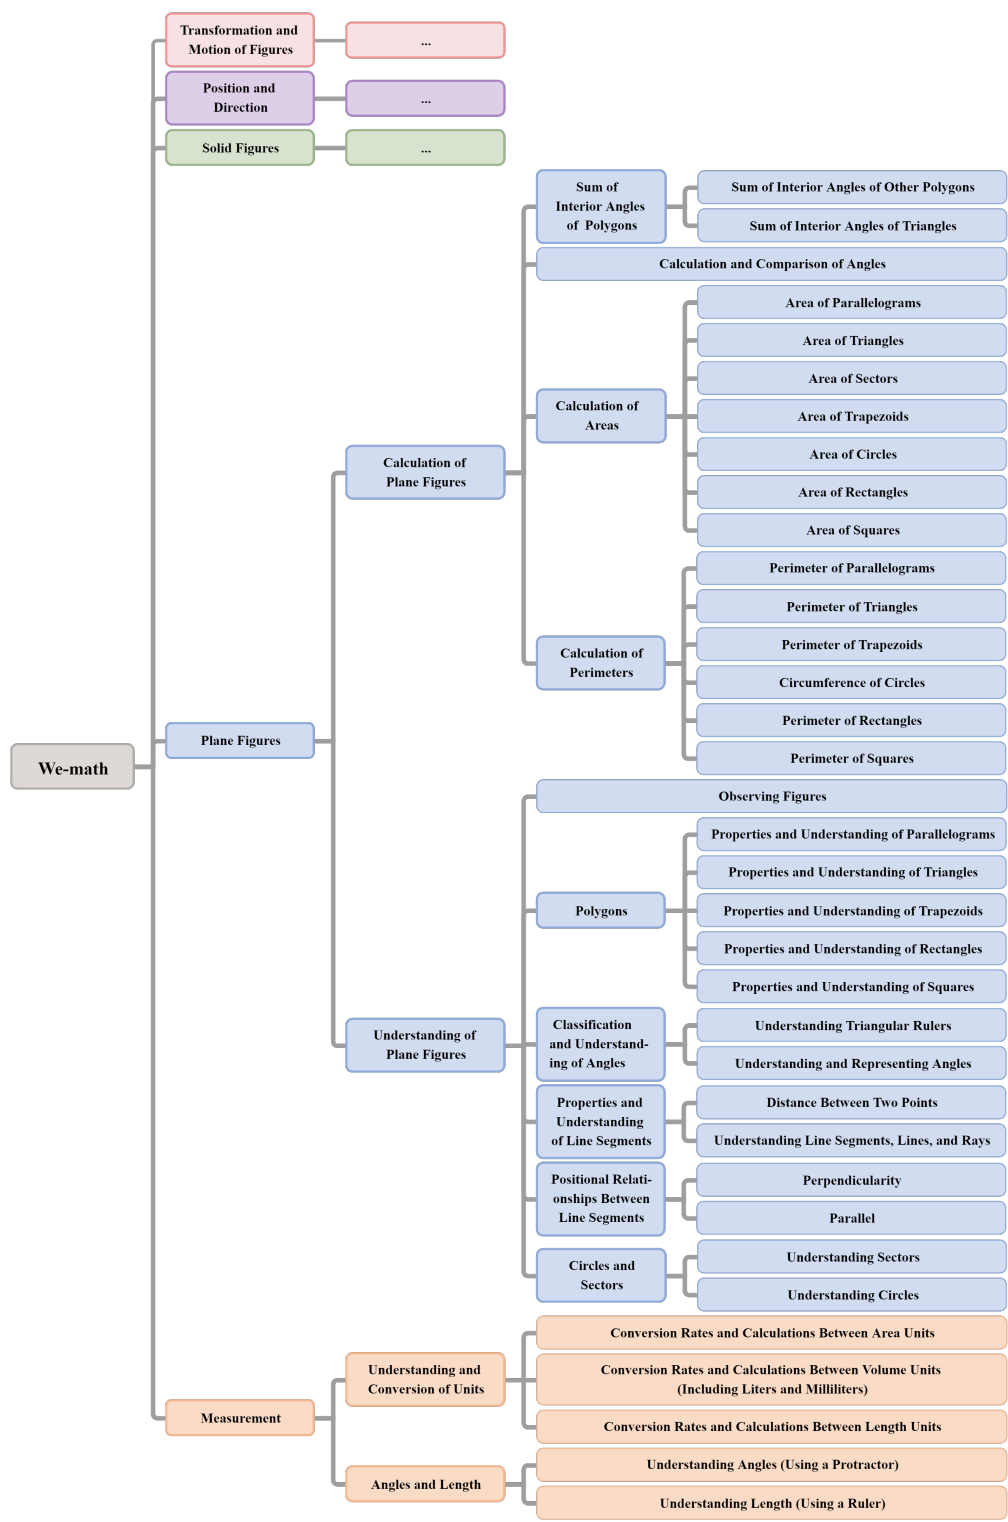 Transformation and
Motion of Figures
...
Position and
Direction
...
Solid Figures
...
We-math
Plane Figures
Calculation of
Plane Figures
Sum of
Interior Angles
of Polygons
Sum of Interior Angles of Other Polygons
Sum of Interior Angles of Triangles
Calculation and Comparison of Angles
Calculation of
Areas
Area of Parallelograms
Area of Triangles
Area of Sectors
Area of Trapezoids
Area of Circles
Area of Rectangles
Area of Squares
Calculation of
Perimeters
Perimeter of Parallelograms
Perimeter of Triangles
Perimeter of Trapezoids
Circumference of Circles
Perimeter of Rectangles
Perimeter of Squares
Understanding of
Plane Figures
Observing Figures
Polygons
Properties and Understanding of Parallelograms
Properties and Understanding of Triangles
Properties and Understanding of Trapezoids
Properties and Understanding of Rectangles
Properties and Understanding of Squares
Classification
and Understand-
ing of Angles
Understanding Triangular Rulers
Understanding and Representing Angles
Properties and
Understanding
of Line Segments
Distance Between Two Points
Understanding Line Segments, Lines, and Rays
Positional Relati-
onships Between
Line Segments
Perpendicularity
Parallel
Circles and
Sectors
Understanding Sectors
Understanding Circles
Measurement
Understanding and
Conversion of Units
Conversion Rates and Calculations Between Area Units
Conversion Rates and Calculations Between Volume Units
(Including Liters and Milliliters)
Conversion Rates and Calculations Between Length Units
Angles and Length
Understanding Angles (Using a Protractor)
Understanding Length (Using a Ruler)